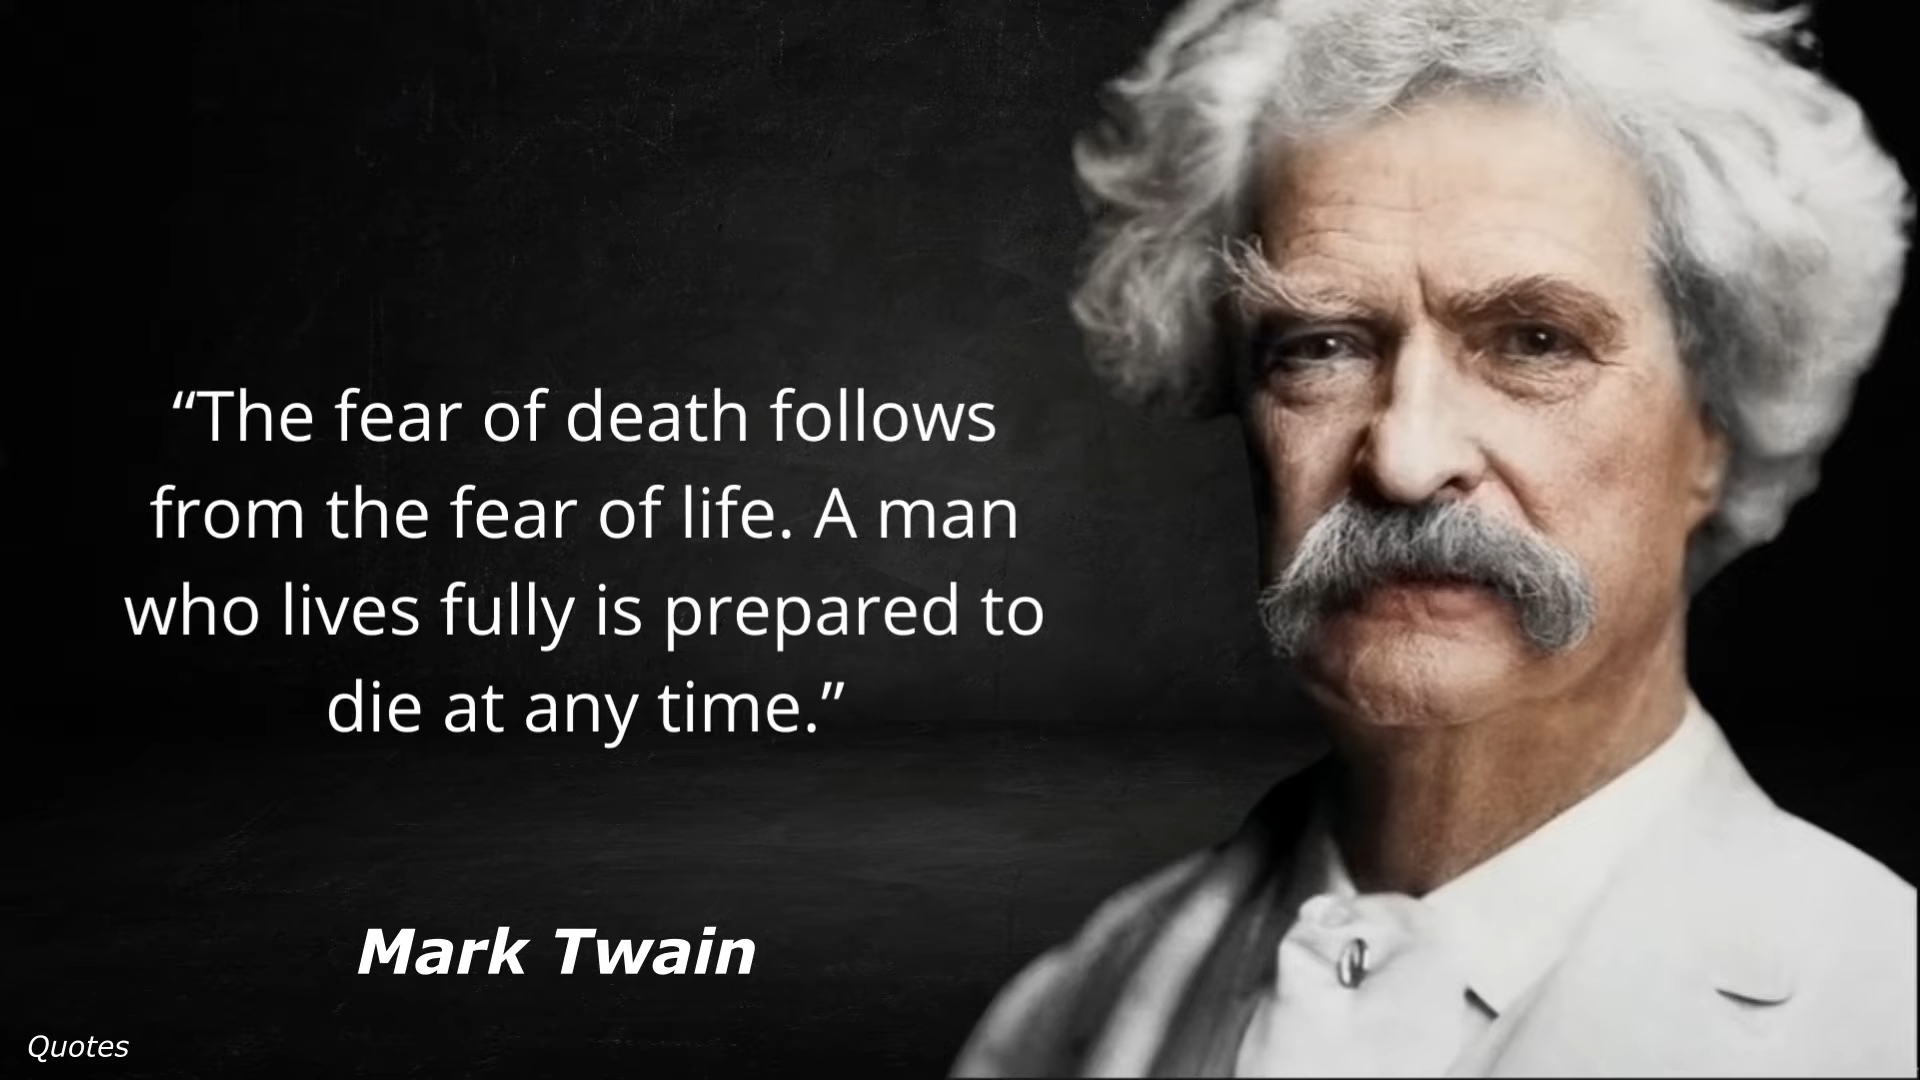 “The fear of death follows
from the fear of life. A man
who lives fully is prepared to
die at any time.”
Mark Twain
Quotes